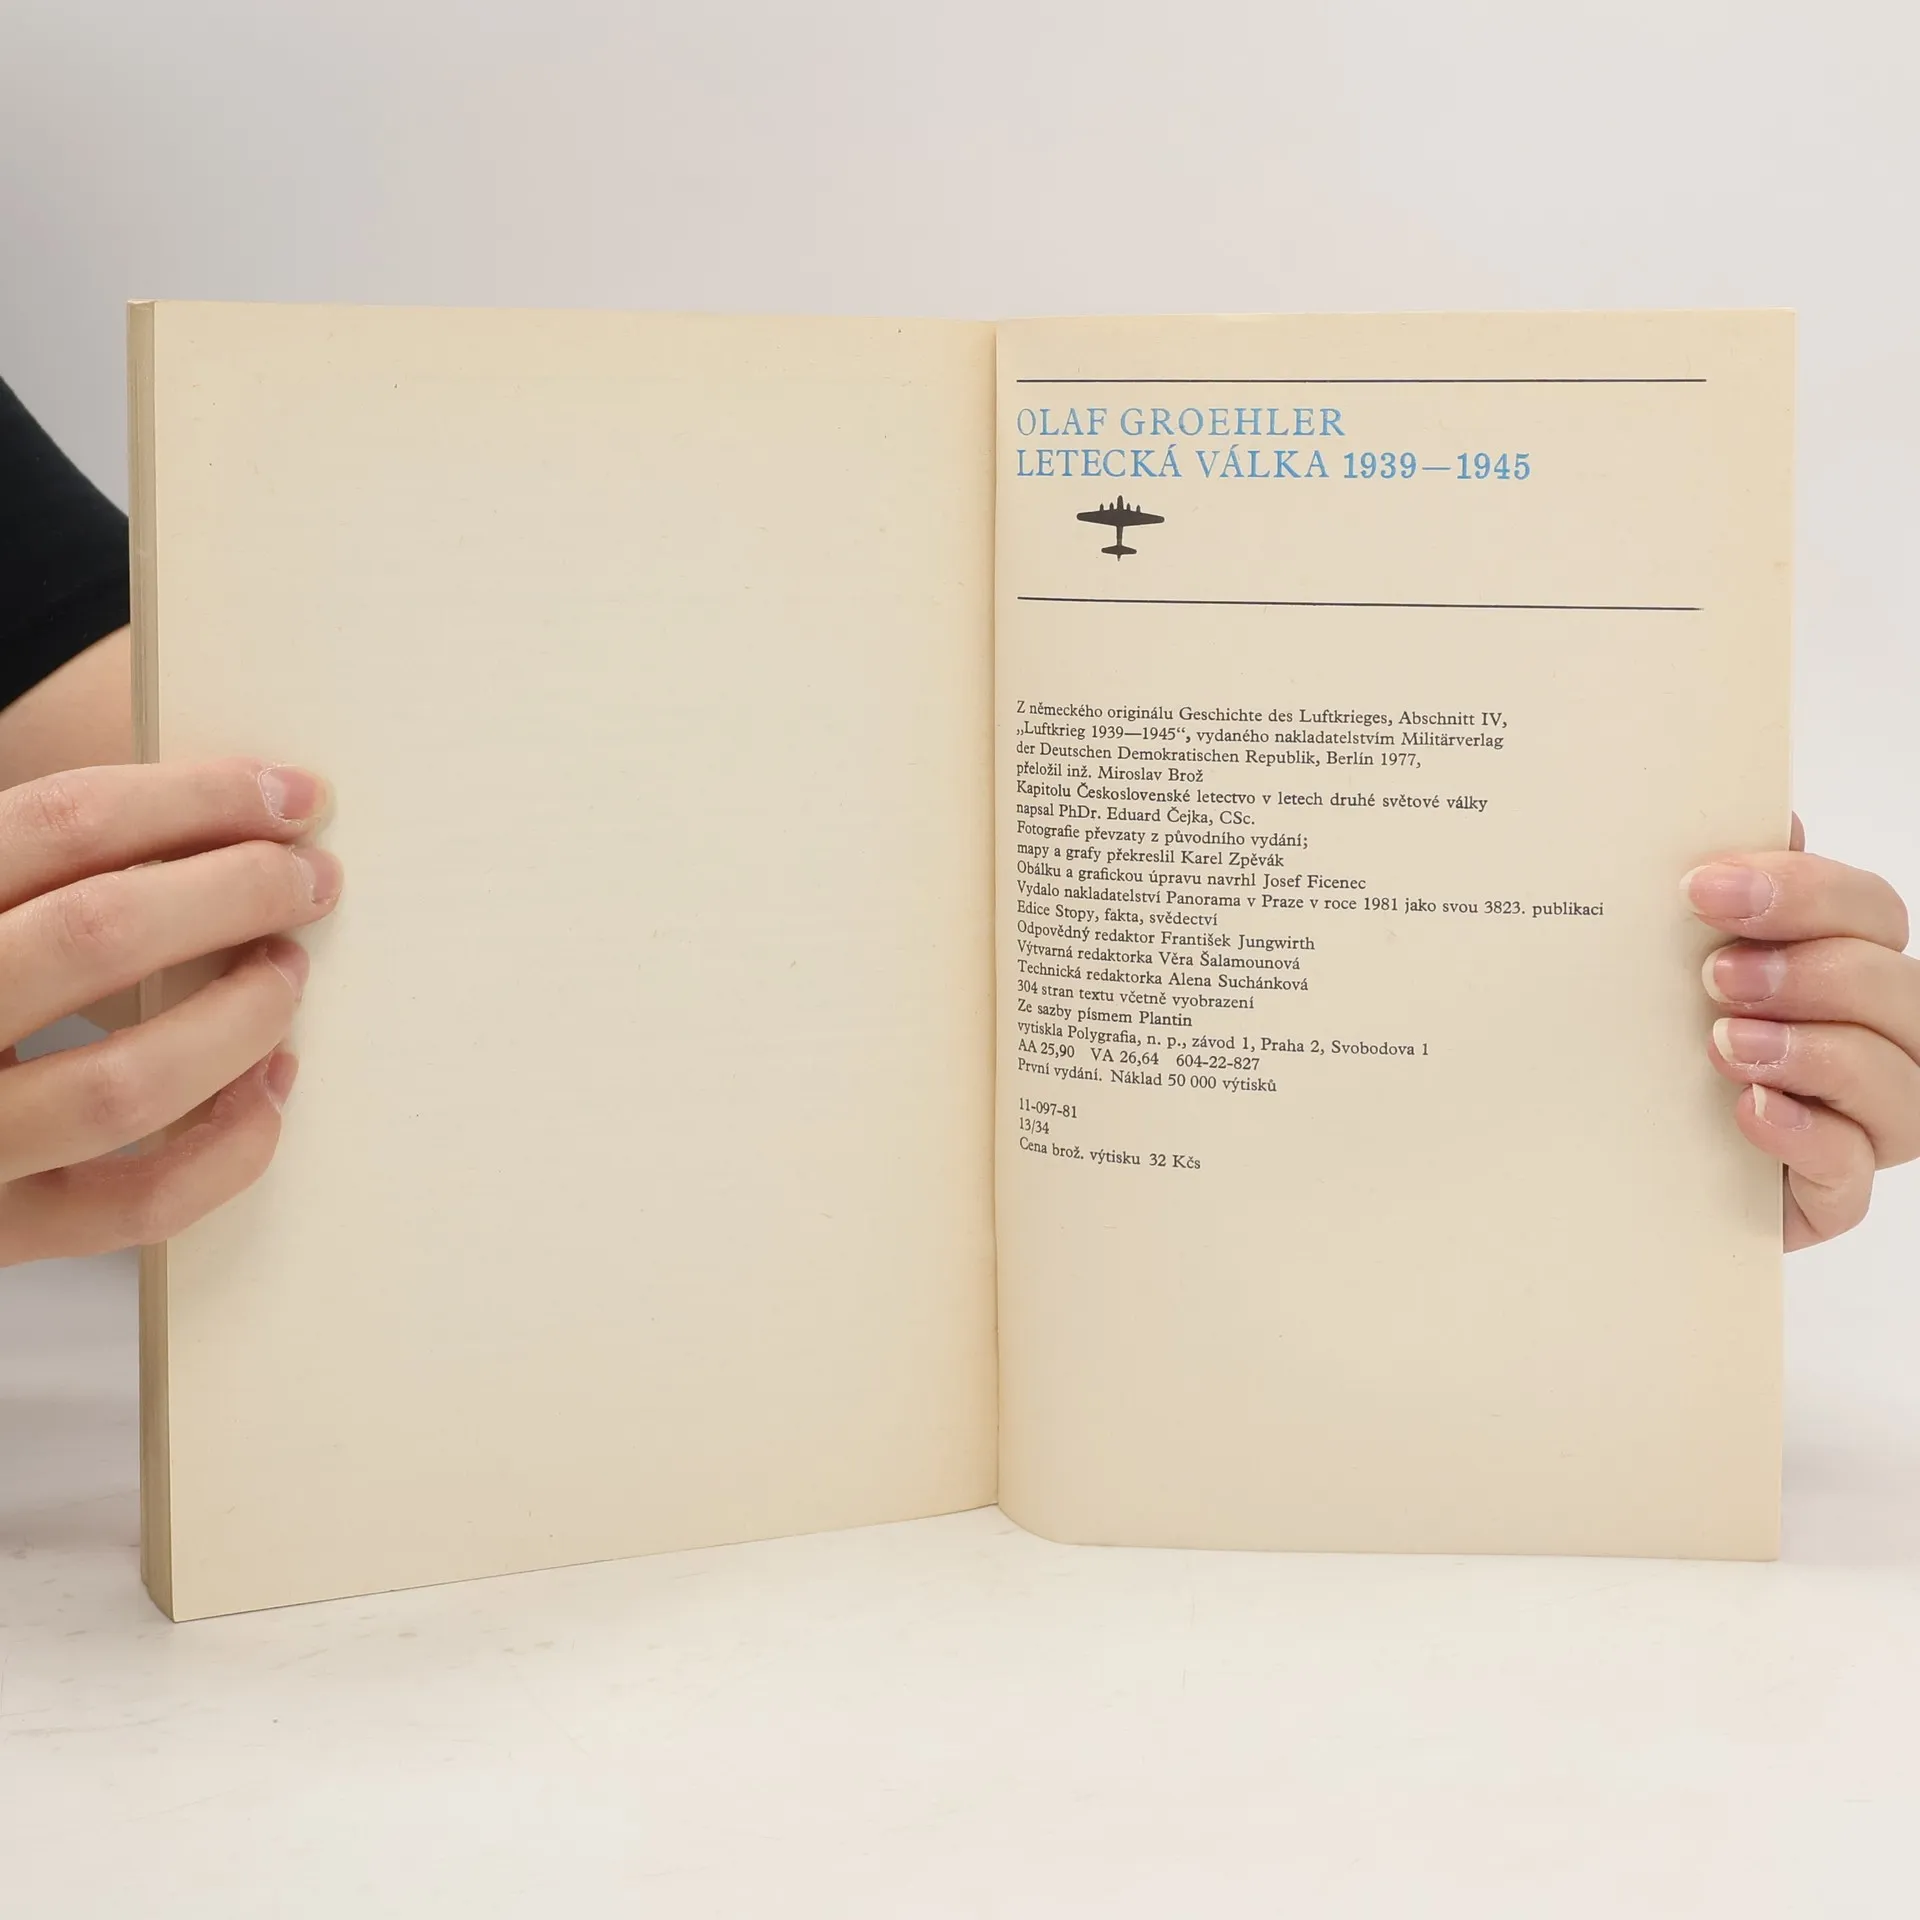 OLAF GROEHLER
LETECKÁ VÁLKA 1939—1945
Z německého originálu Geschichte des Luftkrieges, Abschnitt IV,
„Luftkrieg 1939—1945“, vydaného nakladatelstvím Militärverlag
der Deutschen Demokratischen Republik, Berlín 1977,
přeložil inž. Miroslav Brož
Kapitolu Československé letectvo v letech druhé světové války
napsal PhDr. Eduard Čejka, CSc.
Fotografie převzaty z původního vydání;
mapy a grafy překreslil Karel Zpěvák
Obálku a grafickou úpravu navrhl Josef Ficenec
Vydalo nakladatelství Panorama v Praze v roce 1981 jako svou 3823. publikaci
Edice Stopy, fakta, svědectví
Odpovědný redaktor František Jungwirth
Výtvarná redaktorka Věra Šalamounová
Technická redaktorka Alena Suchánková
304 stran textu včetně vyobrazení
Ze sazby písmem Plantin
vytiskla Polygrafia, n. p., závod 1, Praha 2, Svobodova 1
AA 25,90 VA 26,64 604-22-827
První vydání. Náklad 50 000 výtisků
11-097-81
13/34
Cena brož. výtisku 32 Kčs